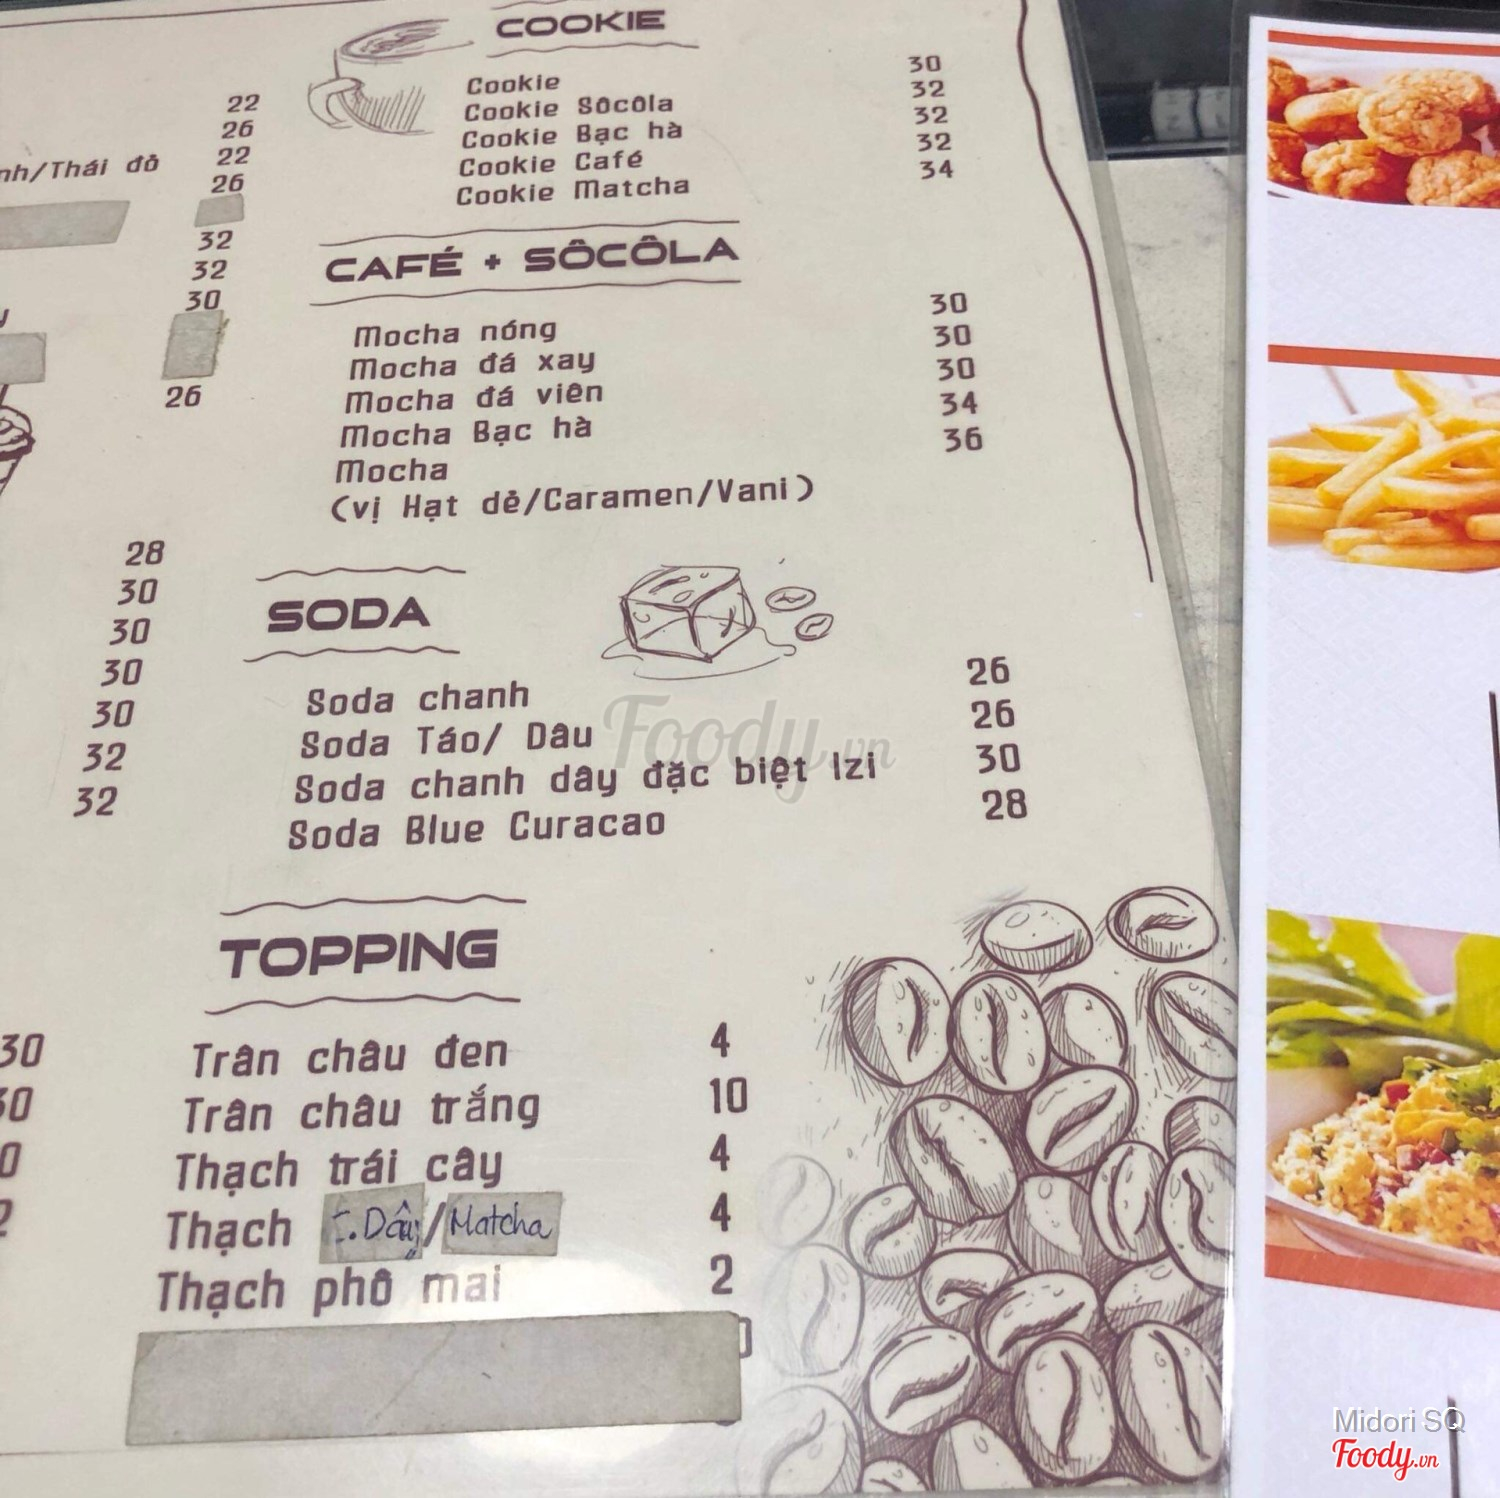 22
26
nh/Thái đỏ 22
26
32
32
30
26
28
30
30
30
30
32
32
30
COOKIE
Cookie 30
Cookie Sôcôla 32
Cookie Bạc hà 32
Cookie Café 32
Cookie Matcha 34
CAFÉ + SÔCÔLA
Mocha nóng 30
Mocha đá xay 30
Mocha đá viên 30
Mocha Bạc hà 34
Mocha 36
(vị Hạt dẻ/Caramen/Vani)
SODA
Soda chanh 26
Soda Táo/ Dâu 26
Soda chanh dây đặc biệt Izi 30
Soda Blue Curacao 28
TOPPING
Trân châu đen 4
Trân châu trắng 10
Thạch trái cây 4
Thạch C.Dây/Matcha 4
Thạch phô mai 2
Foody.vn
Midori SQ
Foody.vn